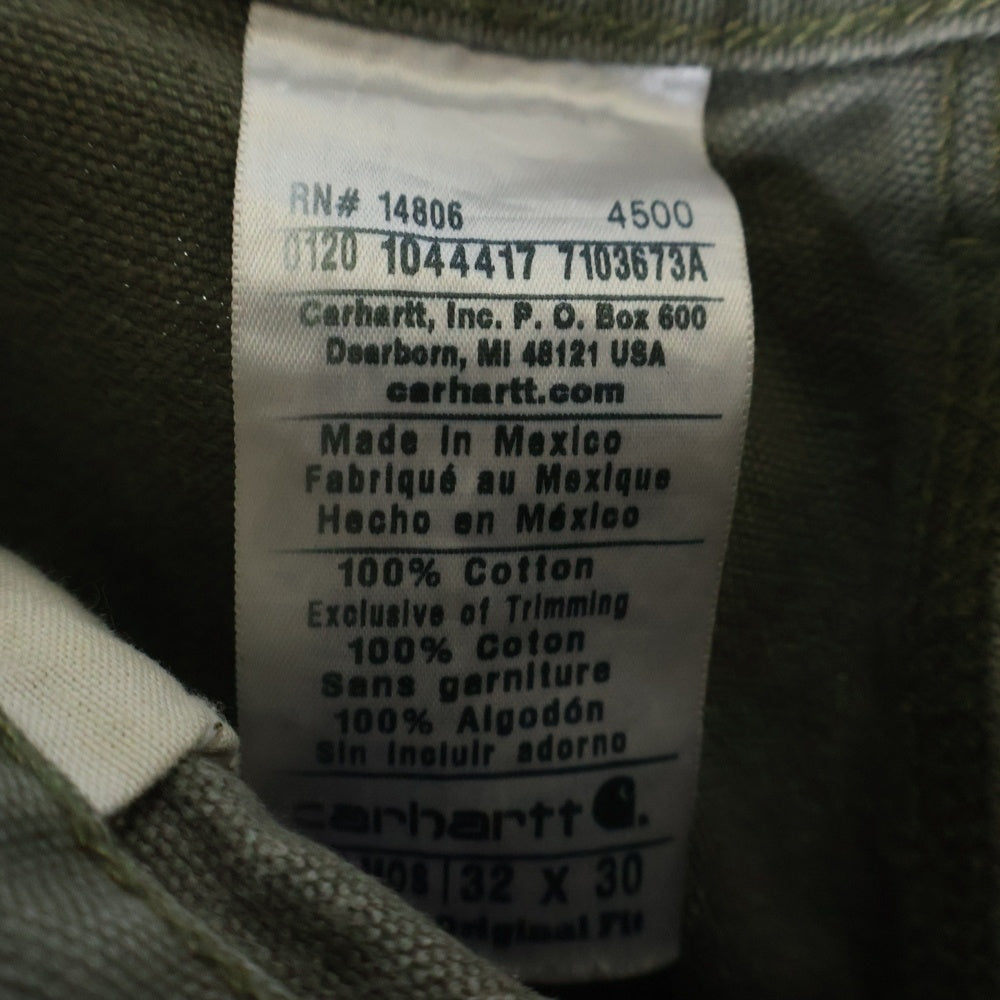 RN# 14806 4500
0120 1044417 7103673A
Carhartt, Inc. P. O. Box 600
Dearborn, MI 48121 USA
carhartt.com
Made in Mexico
Fabriqué au Mexique
Hecho en México
100% Cotton
Exclusive of Trimming
100% Coton
Sans garniture
100% Algodón
Sin incluir adorno
carhartt
32 X 30
Original Fit